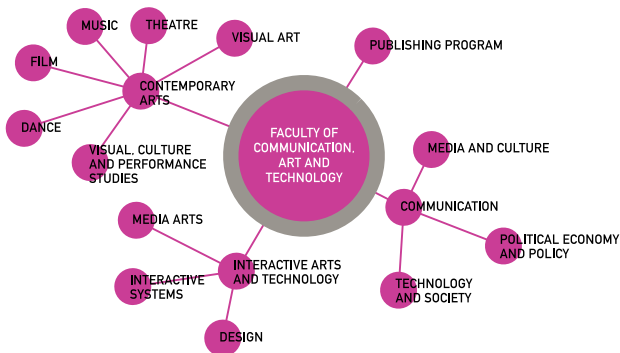 MUSIC
THEATRE
VISUAL ART
FILM
CONTEMPORARY
ARTS
DANCE
VISUAL, CULTURE
AND PERFORMANCE
STUDIES
PUBLISHING PROGRAM
FACULTY OF
COMMUNICATION,
ART AND
TECHNOLOGY
MEDIA AND CULTURE
COMMUNICATION
POLITICAL ECONOMY
AND POLICY
TECHNOLOGY
AND SOCIETY
MEDIA ARTS
INTERACTIVE ARTS
AND TECHNOLOGY
INTERACTIVE
SYSTEMS
DESIGN